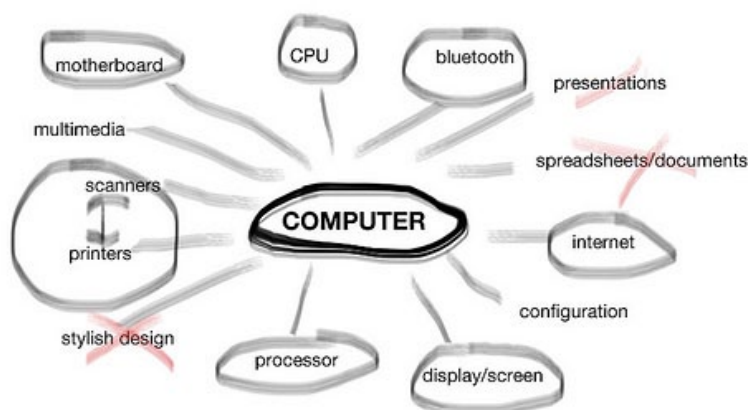 motherboard
CPU
bluetooth
presentations
multimedia
spreadsheets/documents
scanners
COMPUTER
printers
internet
configuration
stylish design
processor
display/screen